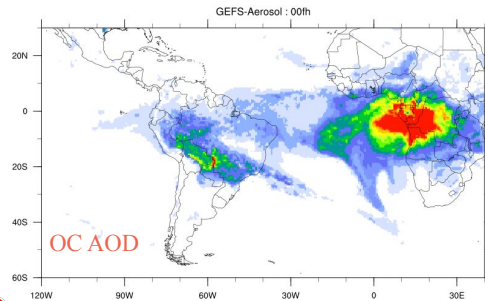 GEFS-Aerosol : 00fh
20N
0
20S
40S
60S
OC AOD
120W
90W
60W
30W
0
30E